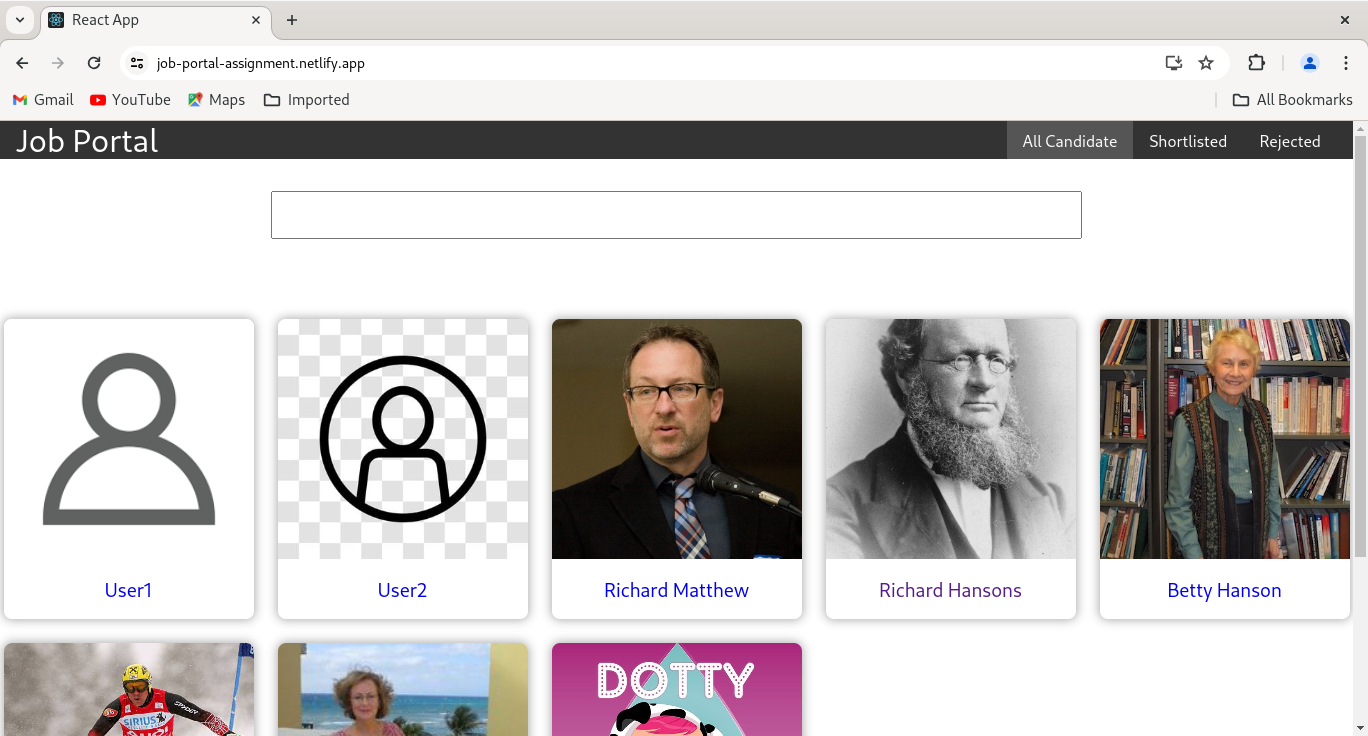 React App
job-portal-assignment.netlify.app
Gmail YouTube Maps Imported All Bookmarks
Job Portal All Candidate Shortlisted Rejected
User1 User2 Richard Matthew Richard Hansons Betty Hanson
DOTTY
SIRIUS